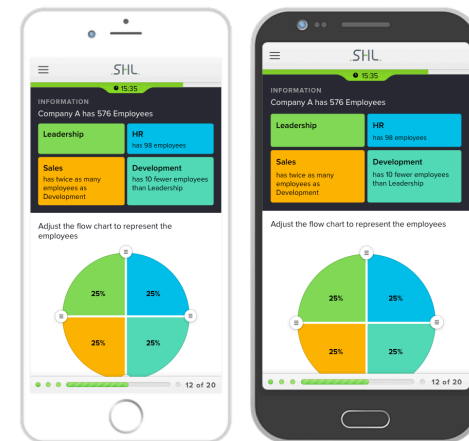 SHL
15:35
INFORMATION
Company A has 576 Employees
Leadership
HR
has 98 employees
Sales
has twice as many
employees as
Development
Development
has 10 fewer employees
than Leadership
Adjust the flow chart to represent the
employees
25%
25%
25%
25%
12 of 20
SHL
15:35
INFORMATION
Company A has 576 Employees
Leadership
HR
has 98 employees
Sales
has twice as many
employees as
Development
Development
has 10 fewer employees
than Leadership
Adjust the flow chart to represent the employees
25%
25%
25%
25%
12 of 20